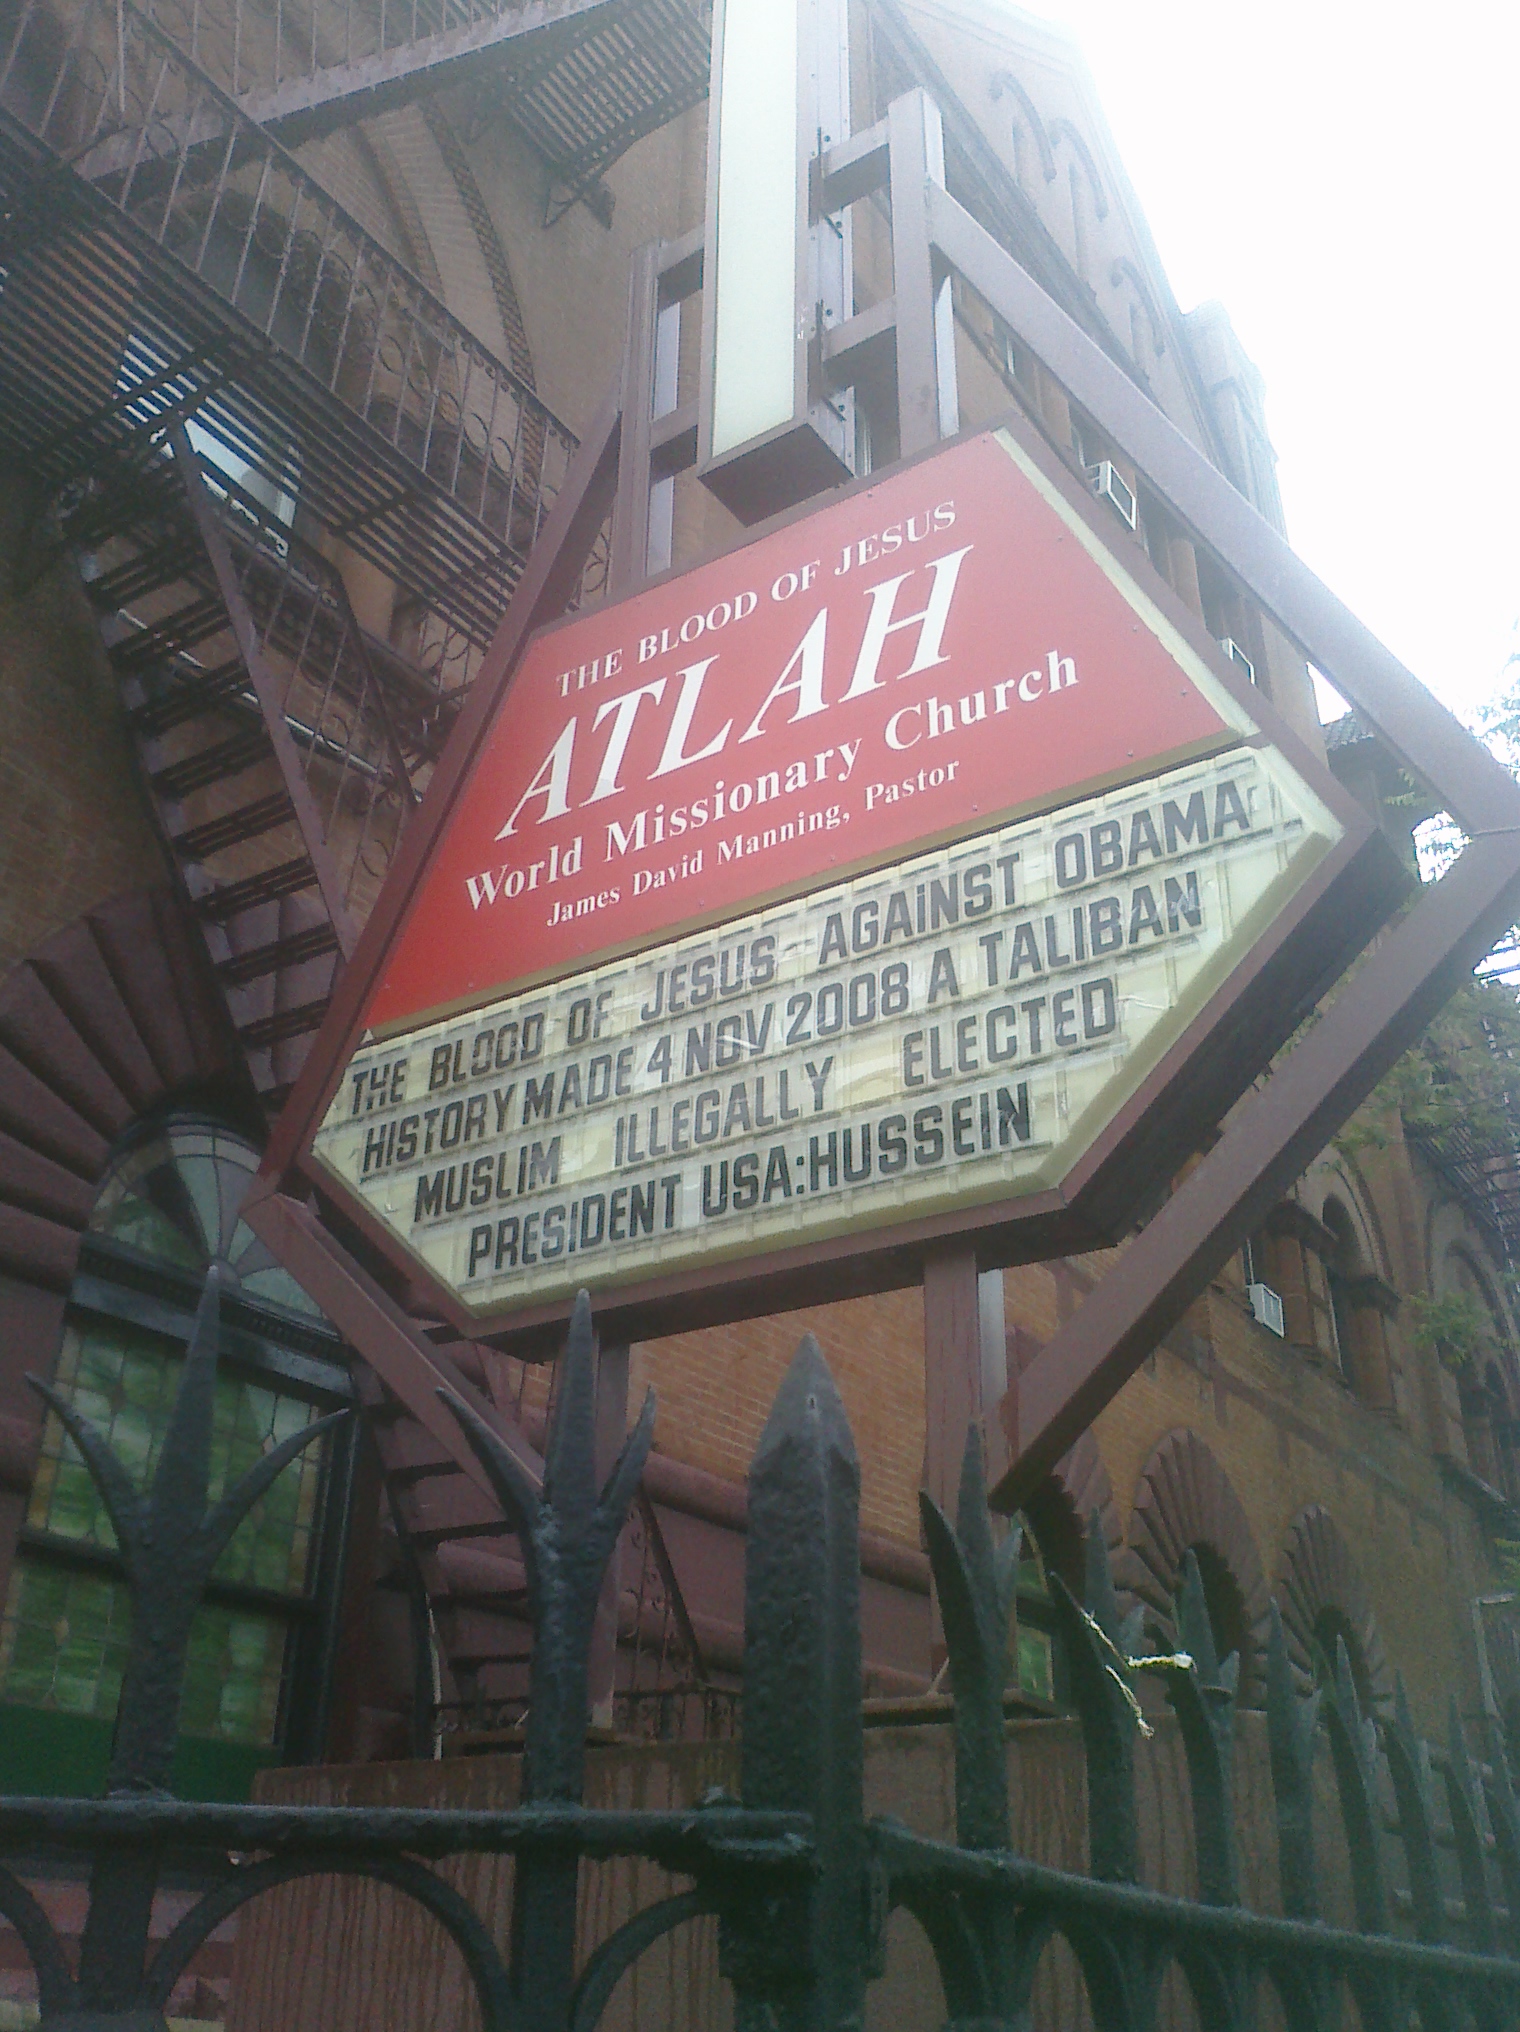 THE BLOOD OF JESUS
ATLAH
World Missionary Church
James David Manning, Pastor
THE BLOOD OF JESUS-AGAINST OBAMA
HISTORY MADE 4 NOV 2008 A TALIBAN
MUSLIM ILLEGALLY ELECTED
PRESIDENT USA:HUSSEIN